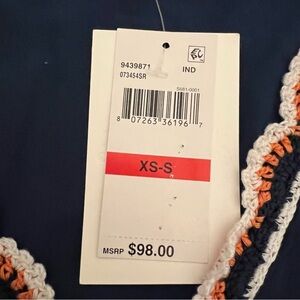 9439871
IND
073454SR
5681-0001
8 07263 36196 7
XS-S
MSRP $98.00